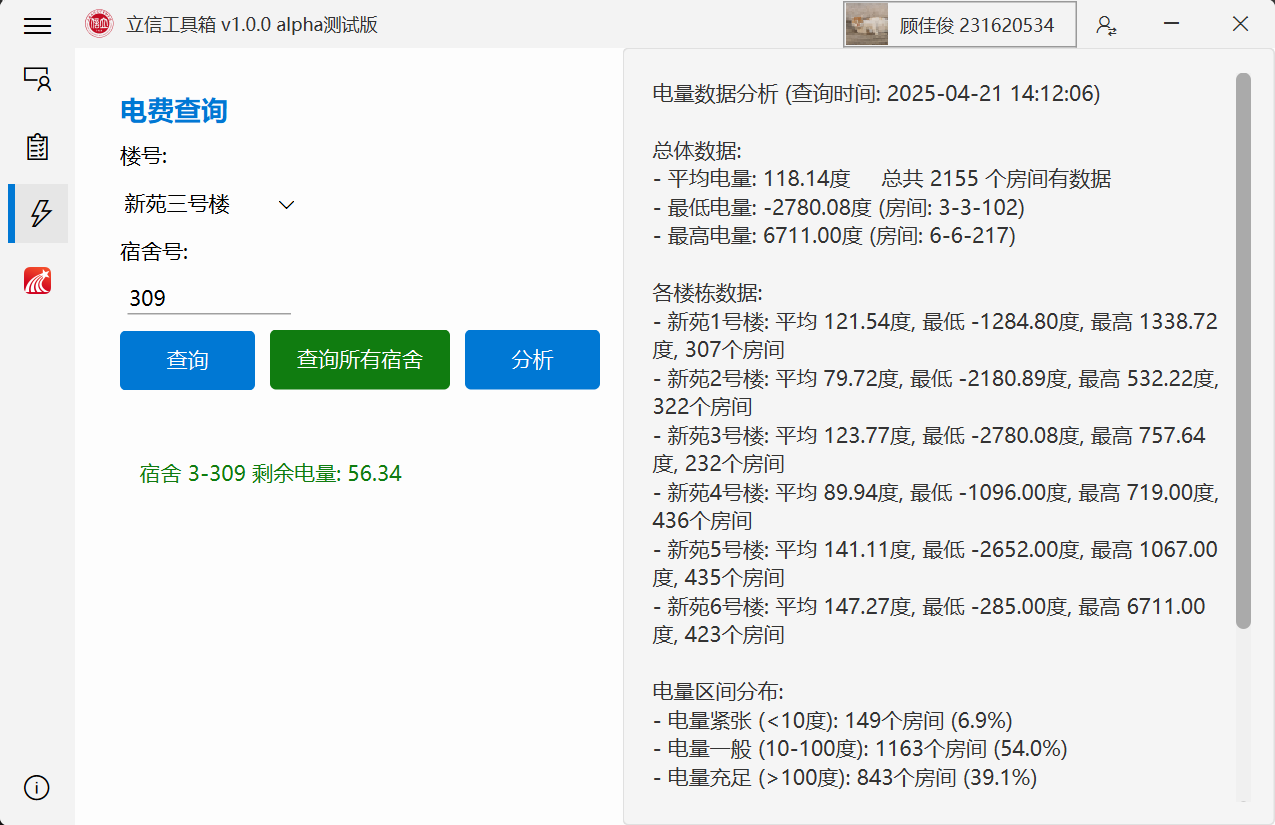 立信工具箱 v1.0.0 alpha测试版
顾佳俊 231620534
电费查询
楼号:
新苑三号楼
宿舍号:
309
查询
查询所有宿舍
分析
宿舍 3-309 剩余电量: 56.34
电量数据分析 (查询时间: 2025-04-21 14:12:06)
总体数据:
- 平均电量: 118.14度 总共 2155 个房间有数据
- 最低电量: -2780.08度 (房间: 3-3-102)
- 最高电量: 6711.00度 (房间: 6-6-217)
各楼栋数据:
- 新苑1号楼: 平均 121.54度, 最低 -1284.80度, 最高 1338.72
度, 307个房间
- 新苑2号楼: 平均 79.72度, 最低 -2180.89度, 最高 532.22度,
322个房间
- 新苑3号楼: 平均 123.77度, 最低 -2780.08度, 最高 757.64
度, 232个房间
- 新苑4号楼: 平均 89.94度, 最低 -1096.00度, 最高 719.00度,
436个房间
- 新苑5号楼: 平均 141.11度, 最低 -2652.00度, 最高 1067.00
度, 435个房间
- 新苑6号楼: 平均 147.27度, 最低 -285.00度, 最高 6711.00
度, 423个房间
电量区间分布:
- 电量紧张 (<10度): 149个房间 (6.9%)
- 电量一般 (10-100度): 1163个房间 (54.0%)
- 电量充足 (>100度): 843个房间 (39.1%)